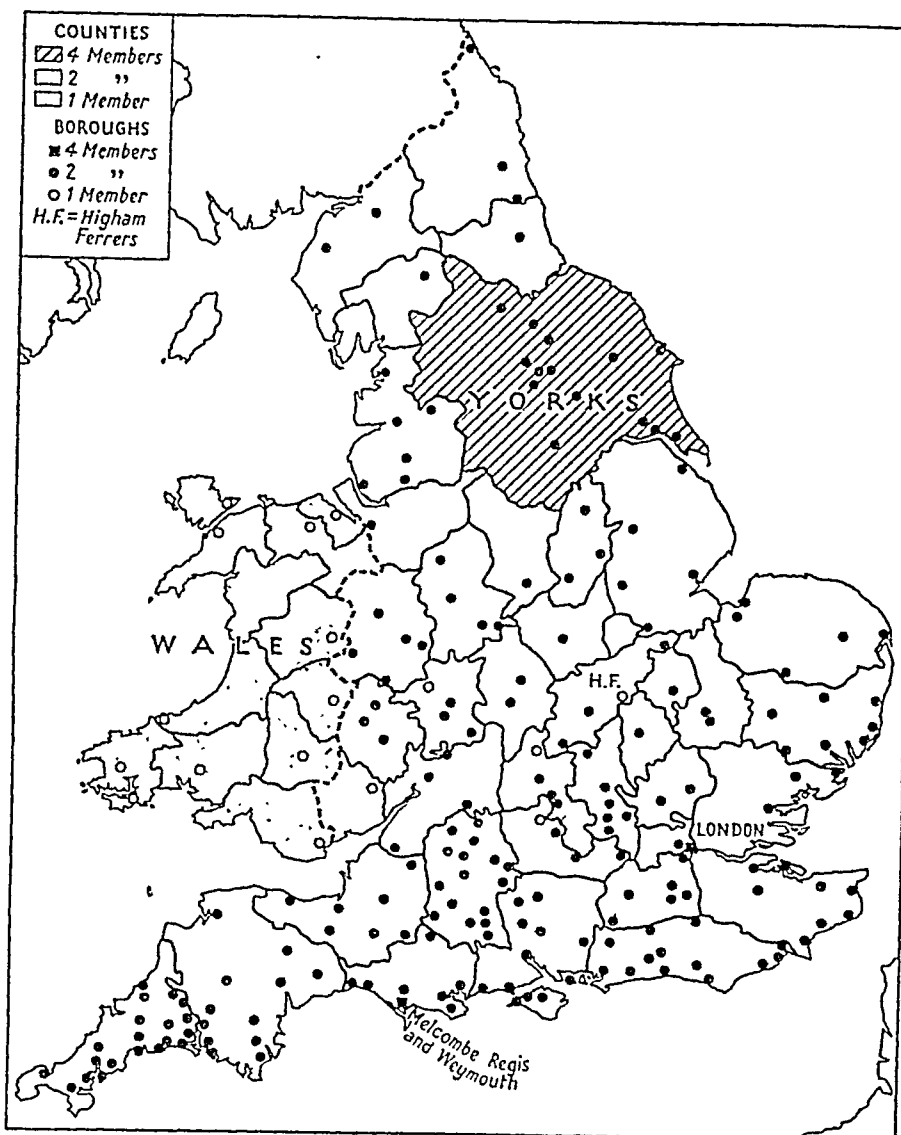 COUNTIES
4 Members
2 ”
1 Member
BOROUGHS
4 Members
2 ”
1 Member
H.F. = Higham
Ferrers
YORKS
WALES
H.F.
LONDON
Melcombe Regis
and Weymouth